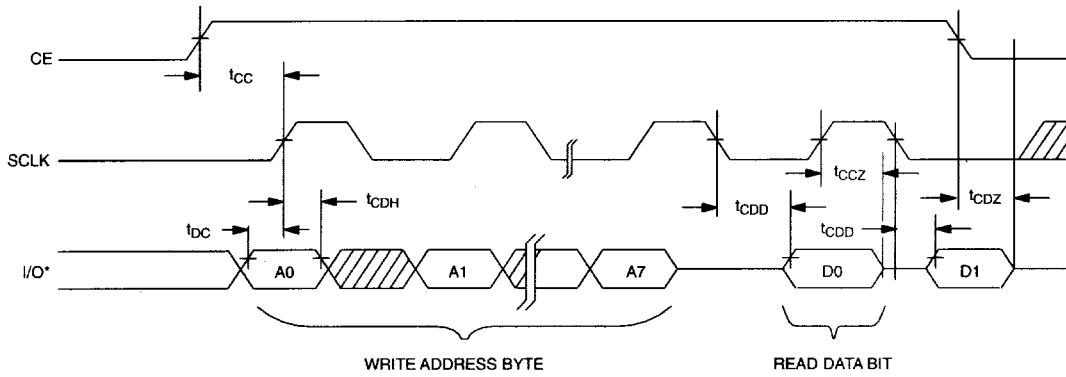 CE
tCC
SCLK
tCCZ
tCDH
tCDD
tCDZ
tDC
tCDD
I/O*
A0
A1
A7
D0
D1
WRITE ADDRESS BYTE
READ DATA BIT